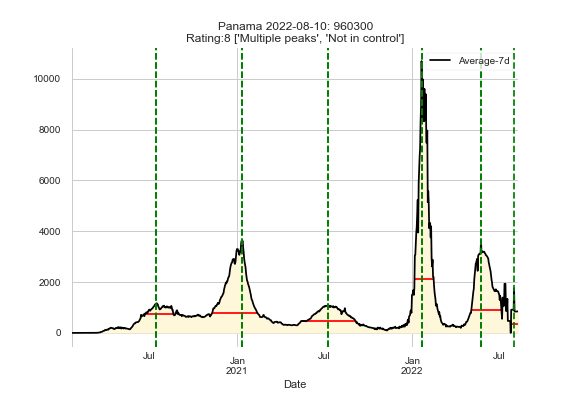 Panama 2022-08-10: 960300
Rating:8 ['Multiple peaks', 'Not in control']
Average-7d
10000
8000
6000
4000
2000
0
Jul
Jan
2021
Jul
Jan
2022
Jul
Date